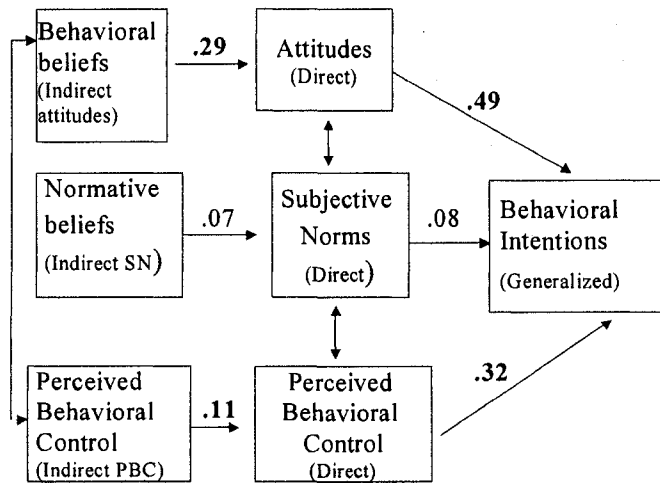 Behavioral
beliefs
(Indirect
attitudes)
.29
Attitudes
(Direct)
.49
Normative
beliefs
(Indirect SN)
.07
Subjective
Norms
(Direct)
.08
Behavioral
Intentions
(Generalized)
Perceived
Behavioral
Control
(Indirect PBC)
.11
Perceived
Behavioral
Control
(Direct)
.32